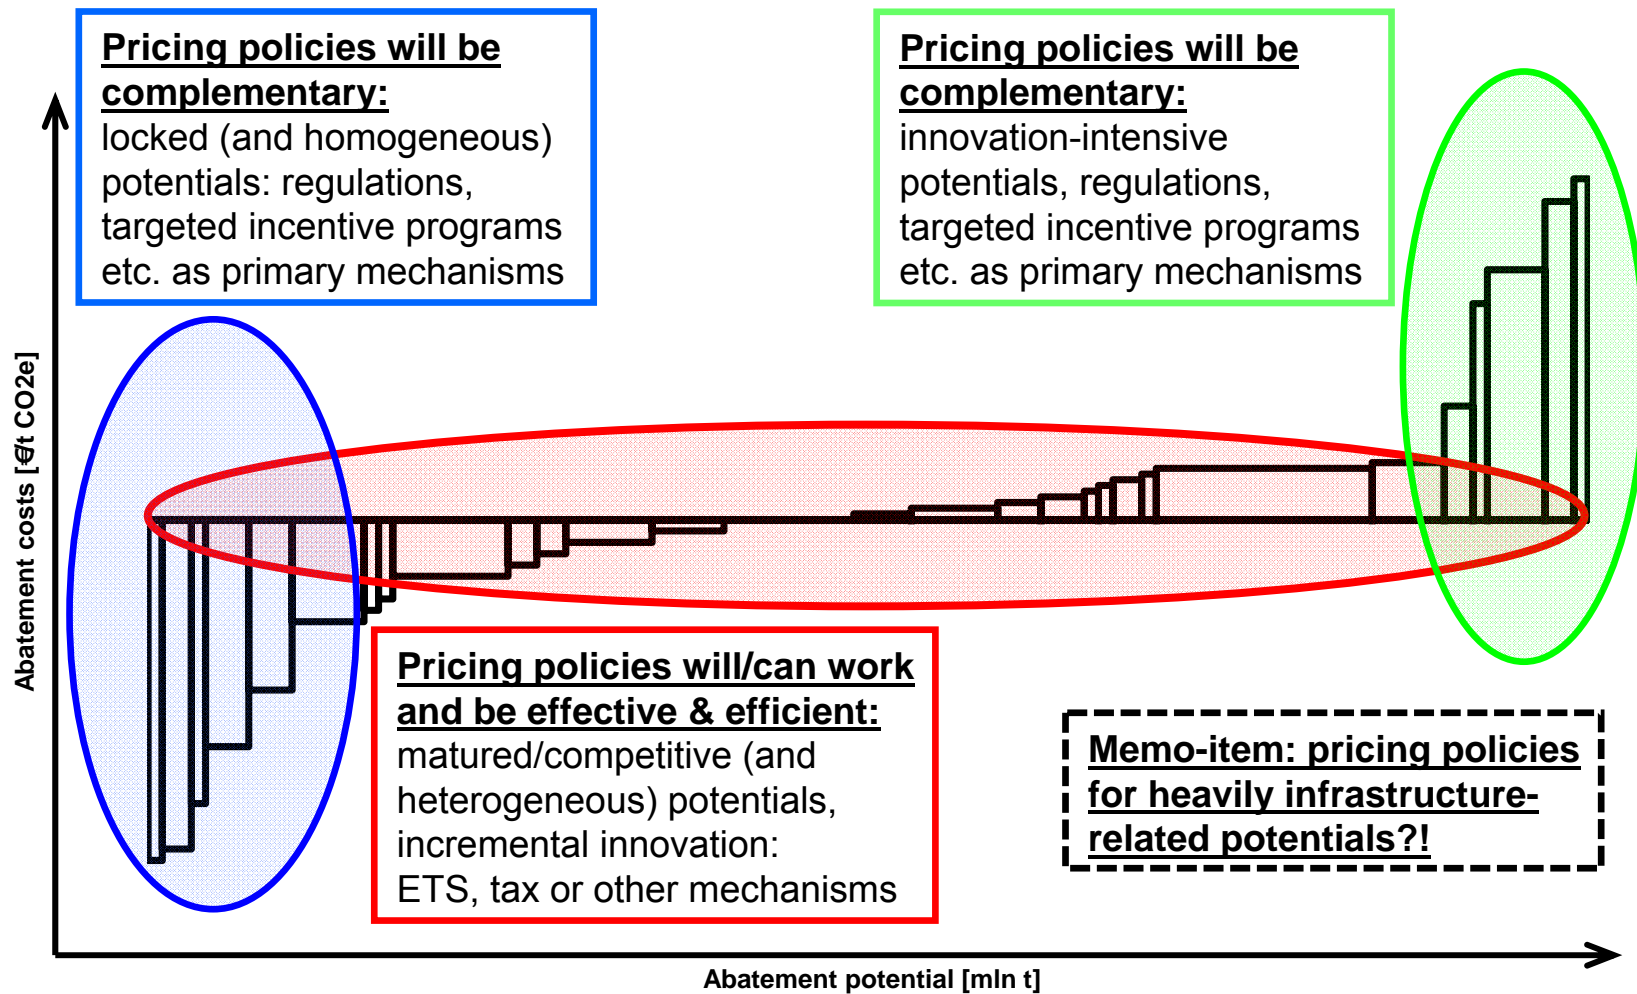 Pricing policies will be
complementary:
locked (and homogeneous)
potentials: regulations,
targeted incentive programs
etc. as primary mechanisms
Pricing policies will be
complementary:
innovation-intensive
potentials, regulations,
targeted incentive programs
etc. as primary mechanisms
Abatement costs [€/t CO2e]
Pricing policies will/can work
and be effective & efficient:
matured/competitive (and
heterogeneous) potentials,
incremental innovation:
ETS, tax or other mechanisms
Memo-item: pricing policies
for heavily infrastructure-
related potentials?!
Abatement potential [mln t]